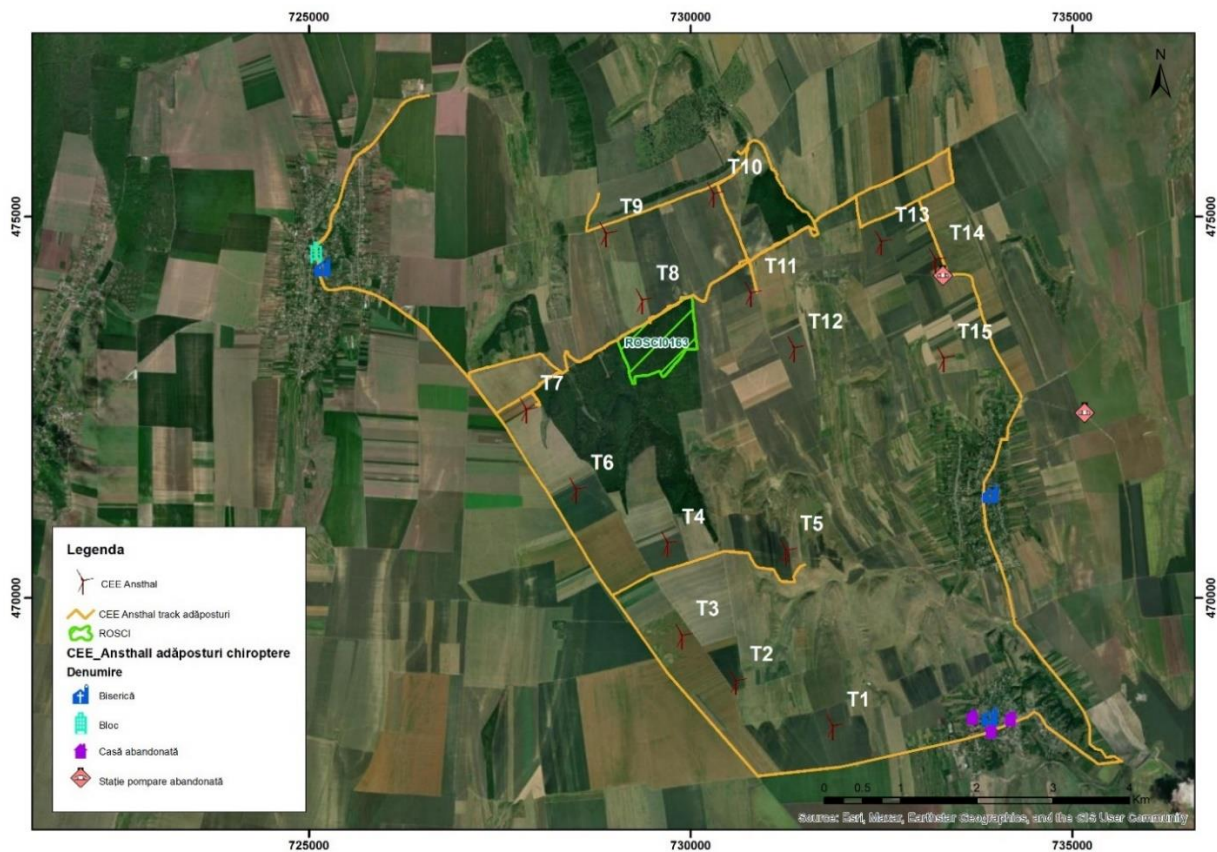 725000 730000 735000
N
T10
T9
475000 475000
T13
T14
T8
T11
T12
ROSCI0163
T15
T7
T6
T4
T5
Legenda
CEE Ansthal
470000 470000
T3
CEE Ansthal track adăposturi
ROSCI
CEE_Ansthall adăposturi chiroptere
T2
Denumire
T1
Biserică
Bloc
Casă abandonată
Stație pompare abandonată
0 0.5 1 2 3 4
Km
Source: Esri, Maxar, Earthstar Geographics, and the GIS User Community
725000 730000 735000